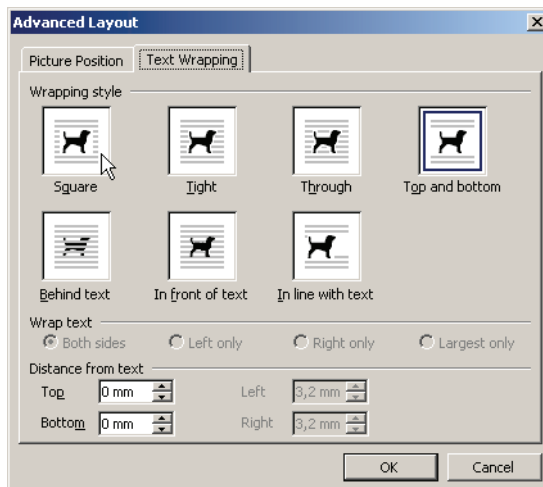 Advanced Layout
Picture Position Text Wrapping
Wrapping style
Square Tight Through Top and bottom
Behind text In front of text In line with text
Wrap text
Both sides Left only Right only Largest only
Distance from text
Top 0 mm Left 3,2 mm
Bottom 0 mm Right 3,2 mm
OK Cancel